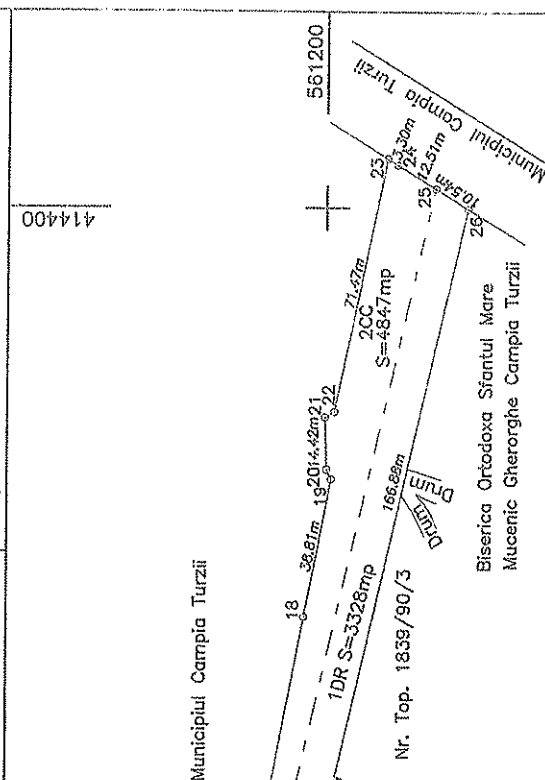 561200
414400
Municipiul Campia Turzii
23
3.30m
24
12.51m
25
10.54m
26
71.47m
2CC
S=4847mp
22
21
14.42m
20
19
38.81m
18
166.88m
Drum
Drum
1DR S=3328mp
Nr. Top. 1839/90/3
Biserica Ortodoxa Sfantul Mare
Mucenic Gherorghe Campia Turzii
Municipiul Campia Turzii